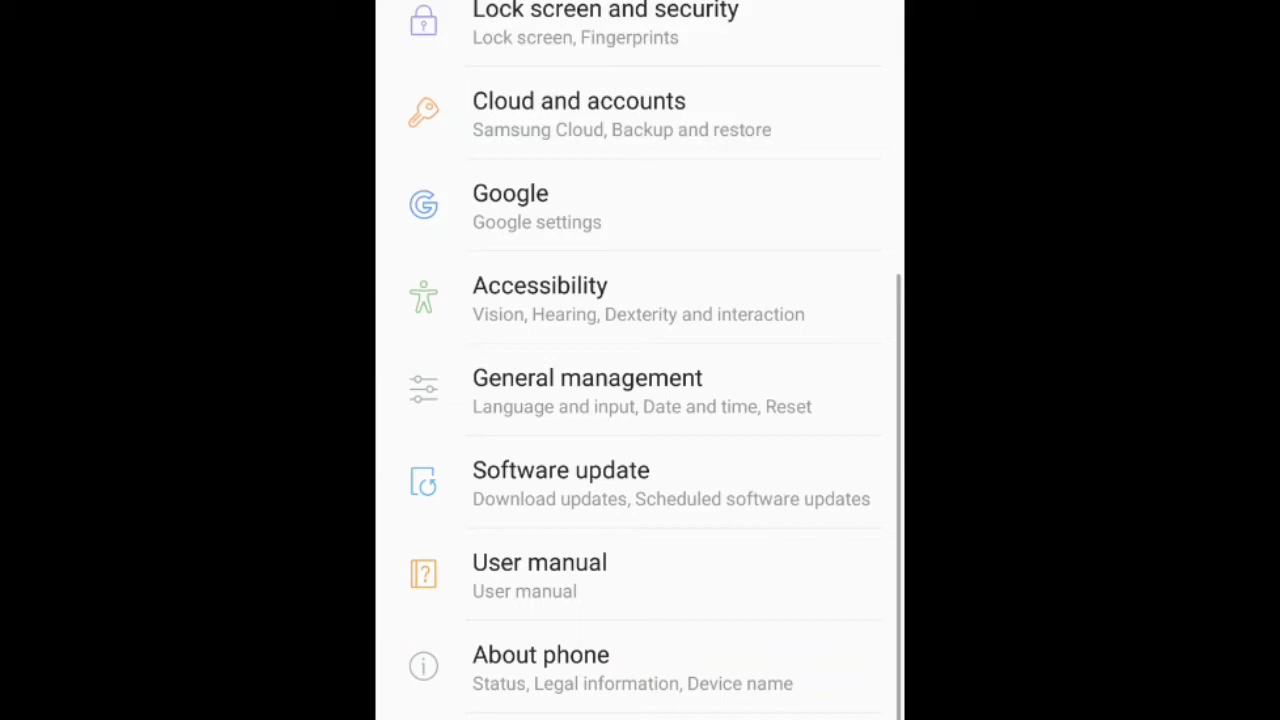 Lock screen and security
Lock screen, Fingerprints
Cloud and accounts
Samsung Cloud, Backup and restore
Google
Google settings
Accessibility
Vision, Hearing, Dexterity and interaction
General management
Language and input, Date and time, Reset
Software update
Download updates, Scheduled software updates
User manual
User manual
About phone
Status, Legal information, Device name